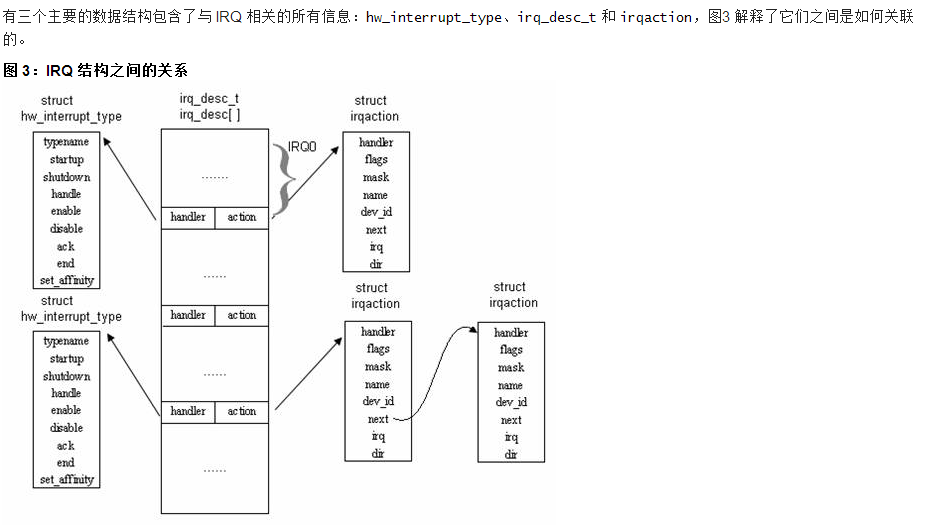 有三个主要的数据结构包含了与 IRQ 相关的所有信息：hw_interrupt_type、irq_desc_t 和 irqaction，图3 解释了它们之间是如何关联
的。
图 3：IRQ 结构之间的关系
struct
hw_interrupt_type
typename
startup
shutdown
handle
enable
disable
ack
end
set_affinity
irq_desc_t
irq_desc[ ]
IRQ0
.......
handler action
......
handler action
......
handler action
......
struct
irqaction
handler
flags
mask
name
dev_id
next
irq
dir
struct
hw_interrupt_type
typename
startup
shutdown
handle
enable
disable
ack
end
set_affinity
struct
irqaction
handler
flags
mask
name
dev_id
next
irq
dir
struct
irqaction
handler
flags
mask
name
dev_id
next
irq
dir